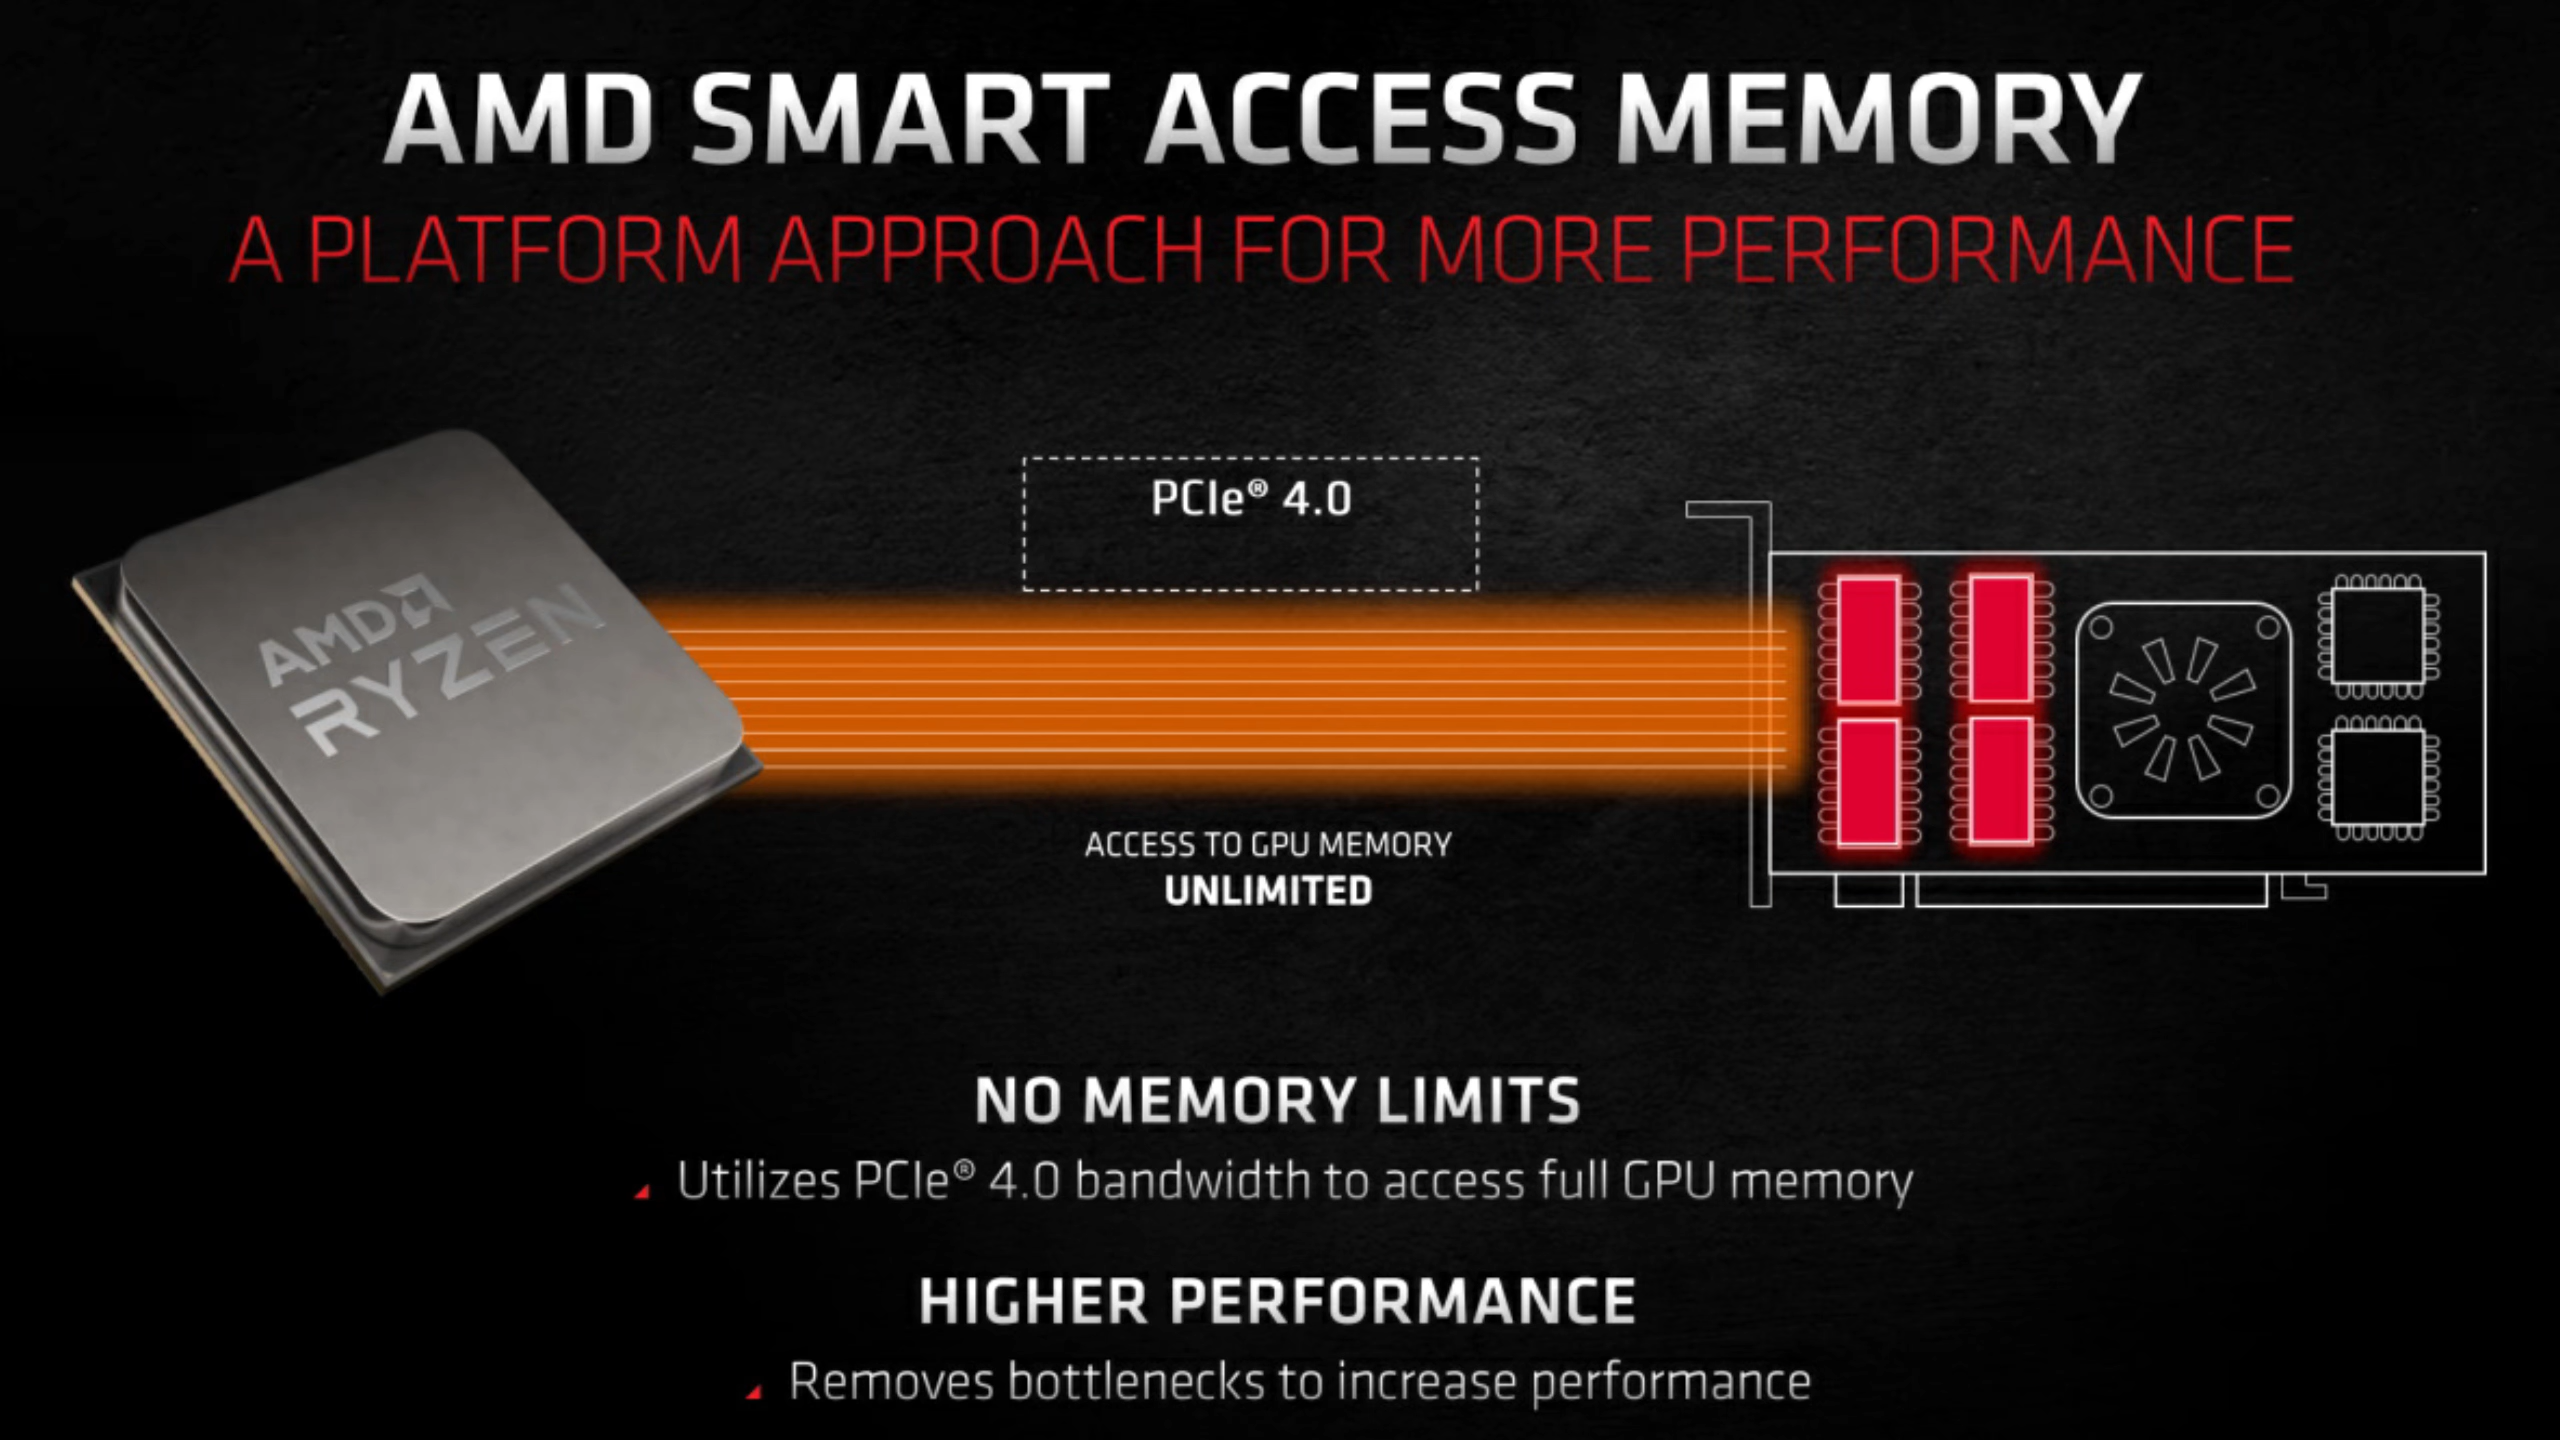 AMD SMART ACCESS MEMORY
A PLATFORM APPROACH FOR MORE PERFORMANCE
PCIe® 4.0
AMD
RYZEN
ACCESS TO GPU MEMORY
UNLIMITED
NO MEMORY LIMITS
Utilizes PCIe® 4.0 bandwidth to access full GPU memory
HIGHER PERFORMANCE
Removes bottlenecks to increase performance